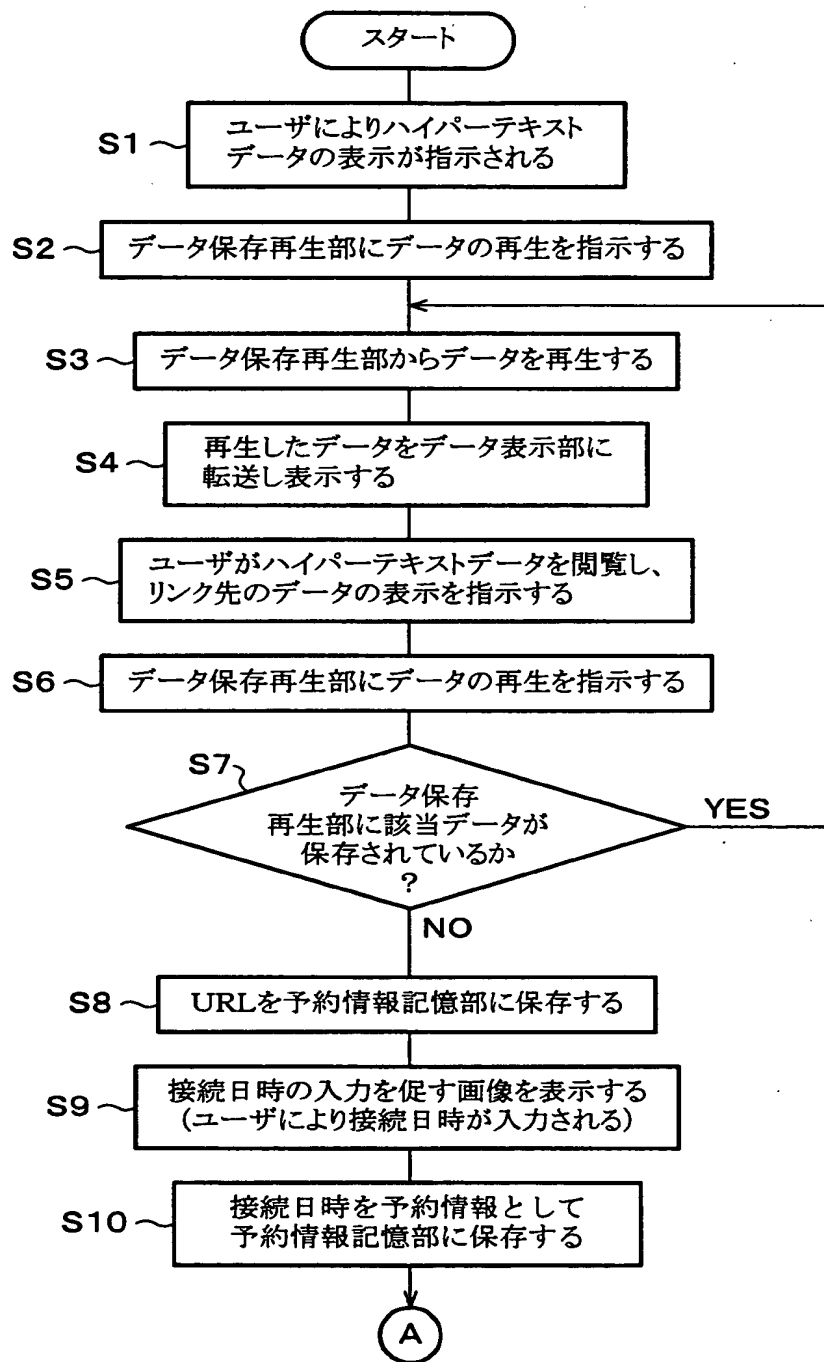 スタート
S1
ユーザによりハイパーテキスト
データの表示が指示される
S2
データ保存再生部にデータの再生を指示する
S3
データ保存再生部からデータを再生する
S4
再生したデータをデータ表示部に
転送し表示する
S5
ユーザがハイパーテキストデータを閲覧し、
リンク先のデータの表示を指示する
S6
データ保存再生部にデータの再生を指示する
S7
データ保存
再生部に該当データが
保存されているか
?
YES
NO
S8
URLを予約情報記憶部に保存する
S9
接続日時の入力を促す画像を表示する
(ユーザにより接続日時が入力される)
S10
接続日時を予約情報として
予約情報記憶部に保存する
A